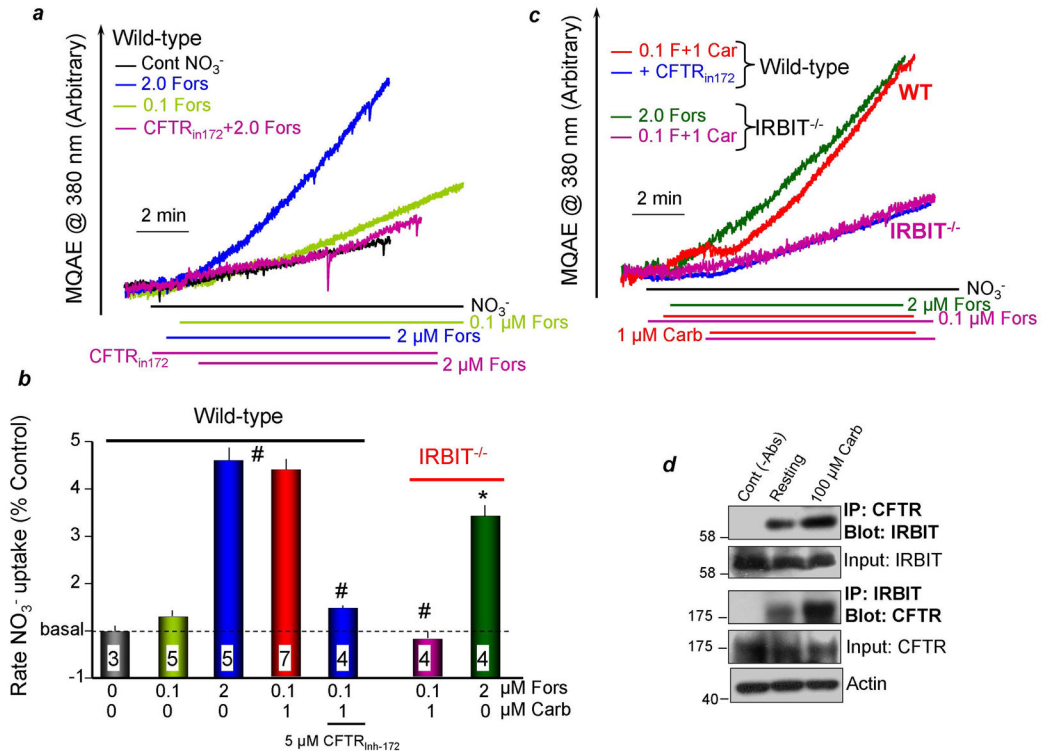 a
Wild-type
Cont NO₃⁻
2.0 Fors
0.1 Fors
CFTRin172+2.0 Fors
2 min
MQAE @ 380 nm (Arbitrary)
NO₃⁻
0.1 µM Fors
2 µM Fors
CFTRin172
2 µM Fors
c
0.1 F+1 Car
+ CFTRin172
Wild-type
2.0 Fors
0.1 F+1 Car
IRBIT-/-
WT
2 min
IRBIT-/-
MQAE @ 380 nm (Arbitrary)
NO₃⁻
2 µM Fors
0.1 µM Fors
1 µM Carb
b
Wild-type
IRBIT-/-
Rate NO₃⁻ uptake (% Control)
5
4
3
2
basal
-1
#
#
#
*
3
5
5
7
4
4
4
0 0.1 2 0.1 0.1 0.1 2 µM Fors
0 0 0 1 1 1 0 µM Carb
5 µM CFTRInh-172
d
Cont (-Abs)
Resting
100 µM Carb
58
IP: CFTR
Blot: IRBIT
58
Input: IRBIT
175
IP: IRBIT
Blot: CFTR
175
Input: CFTR
40
Actin